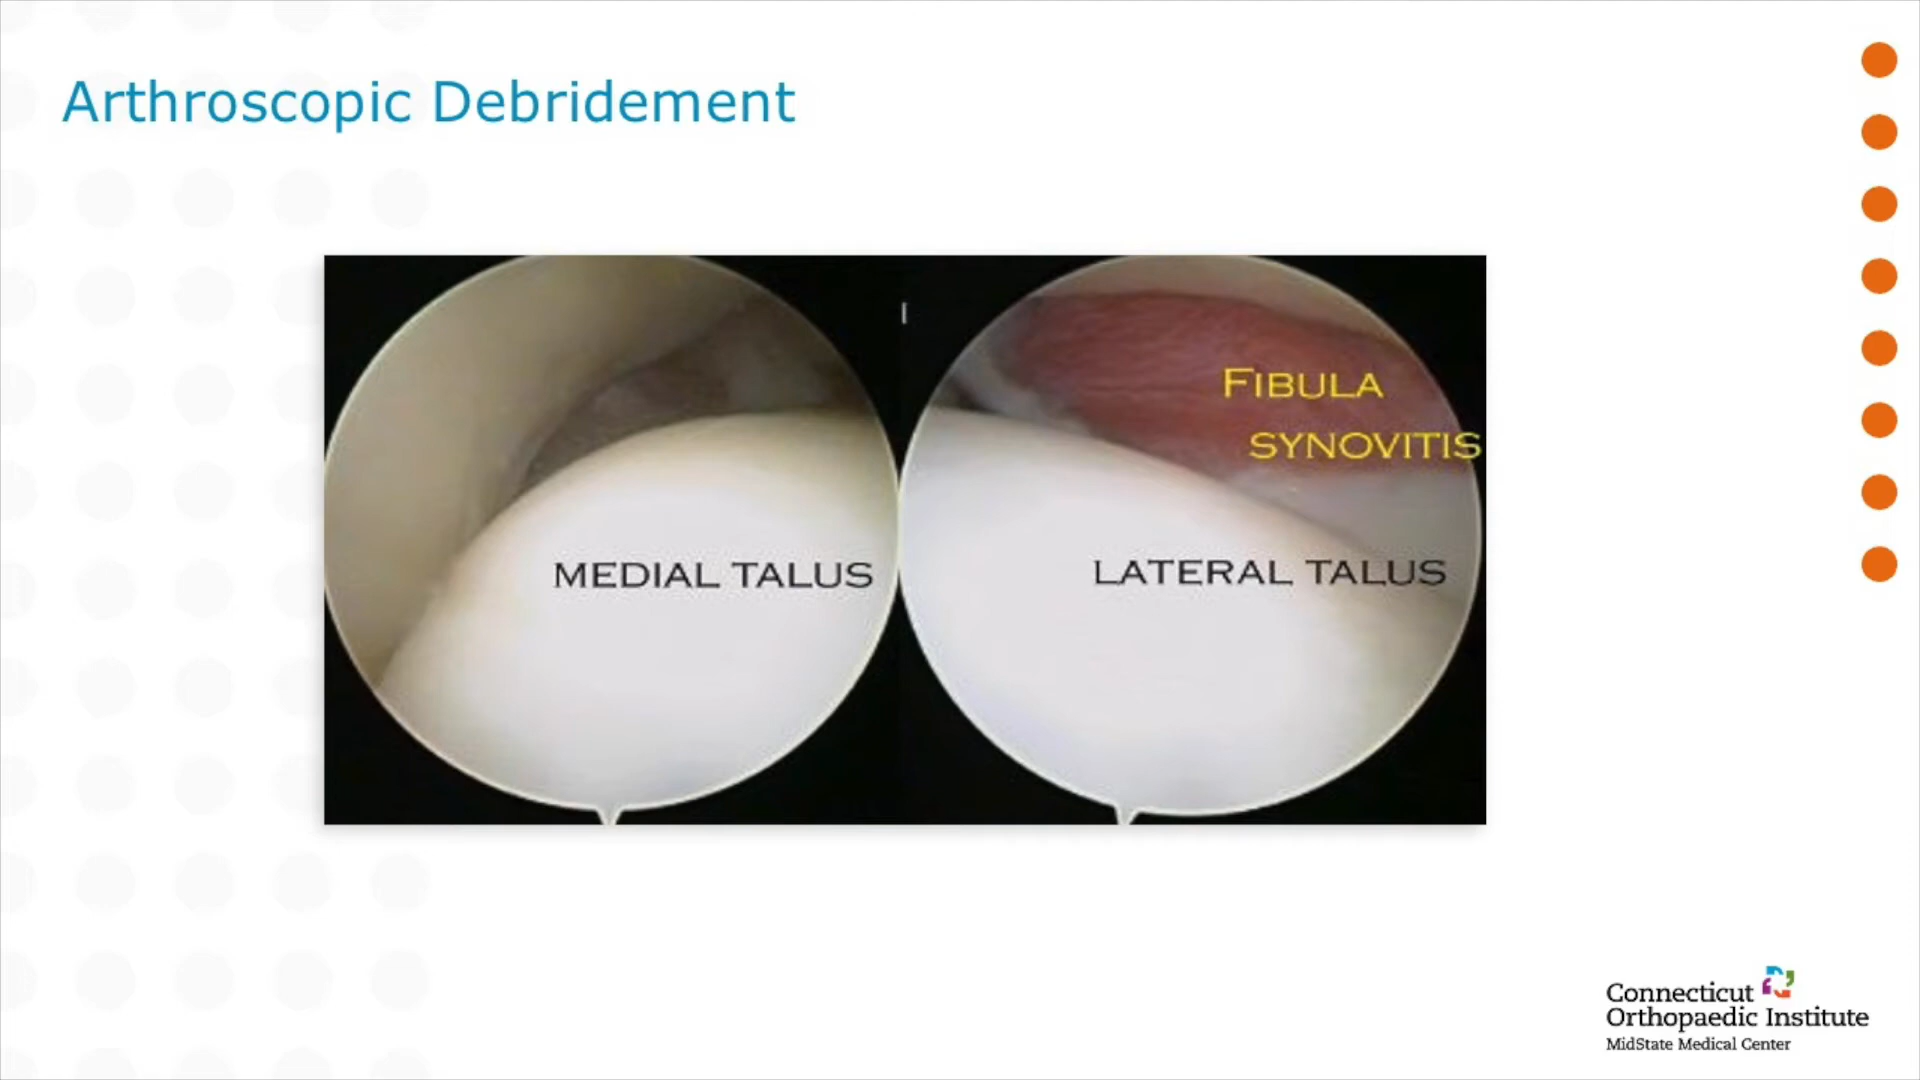 Arthroscopic Debridement
FIBULA
SYNOVITIS
MEDIAL TALUS
LATERAL TALUS
Connecticut
Orthopaedic Institute
MidState Medical Center